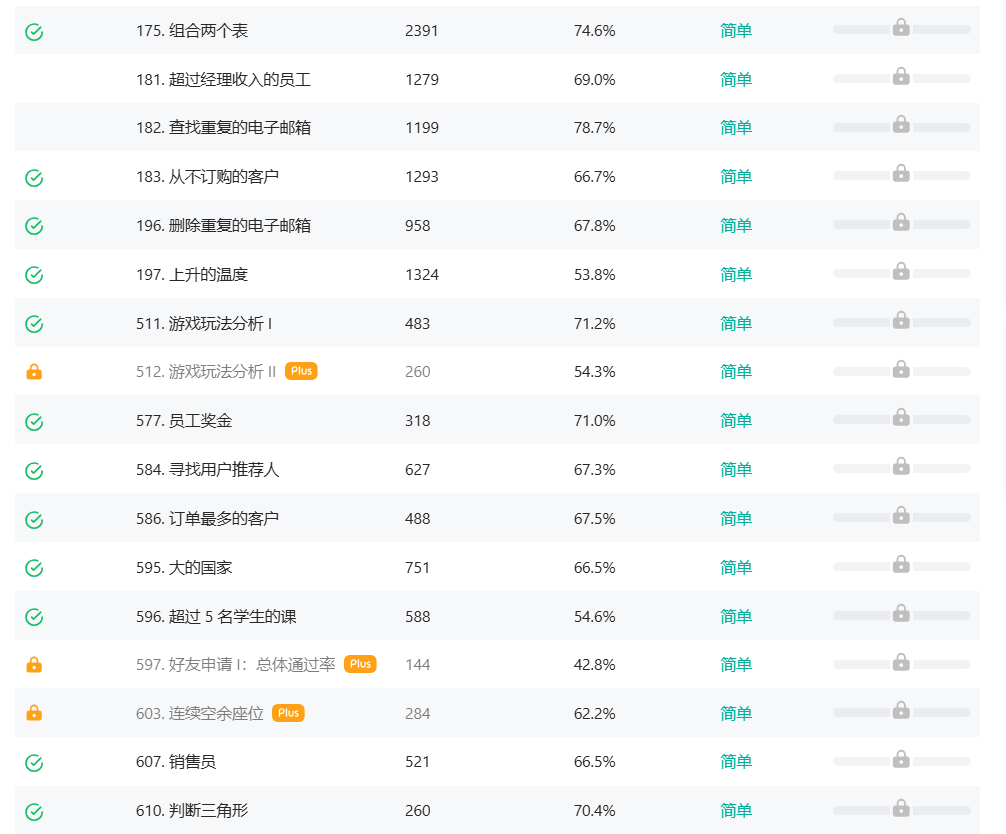 175. 组合两个表 2391 74.6% 简单
181. 超过经理收入的员工 1279 69.0% 简单
182. 查找重复的电子邮箱 1199 78.7% 简单
183. 从不订购的客户 1293 66.7% 简单
196. 删除重复的电子邮箱 958 67.8% 简单
197. 上升的温度 1324 53.8% 简单
511. 游戏玩法分析 I 483 71.2% 简单
512. 游戏玩法分析 II Plus 260 54.3% 简单
577. 员工奖金 318 71.0% 简单
584. 寻找用户推荐人 627 67.3% 简单
586. 订单最多的客户 488 67.5% 简单
595. 大的国家 751 66.5% 简单
596. 超过 5 名学生的课 588 54.6% 简单
597. 好友申请 I：总体通过率 Plus 144 42.8% 简单
603. 连续空余座位 Plus 284 62.2% 简单
607. 销售员 521 66.5% 简单
610. 判断三角形 260 70.4% 简单